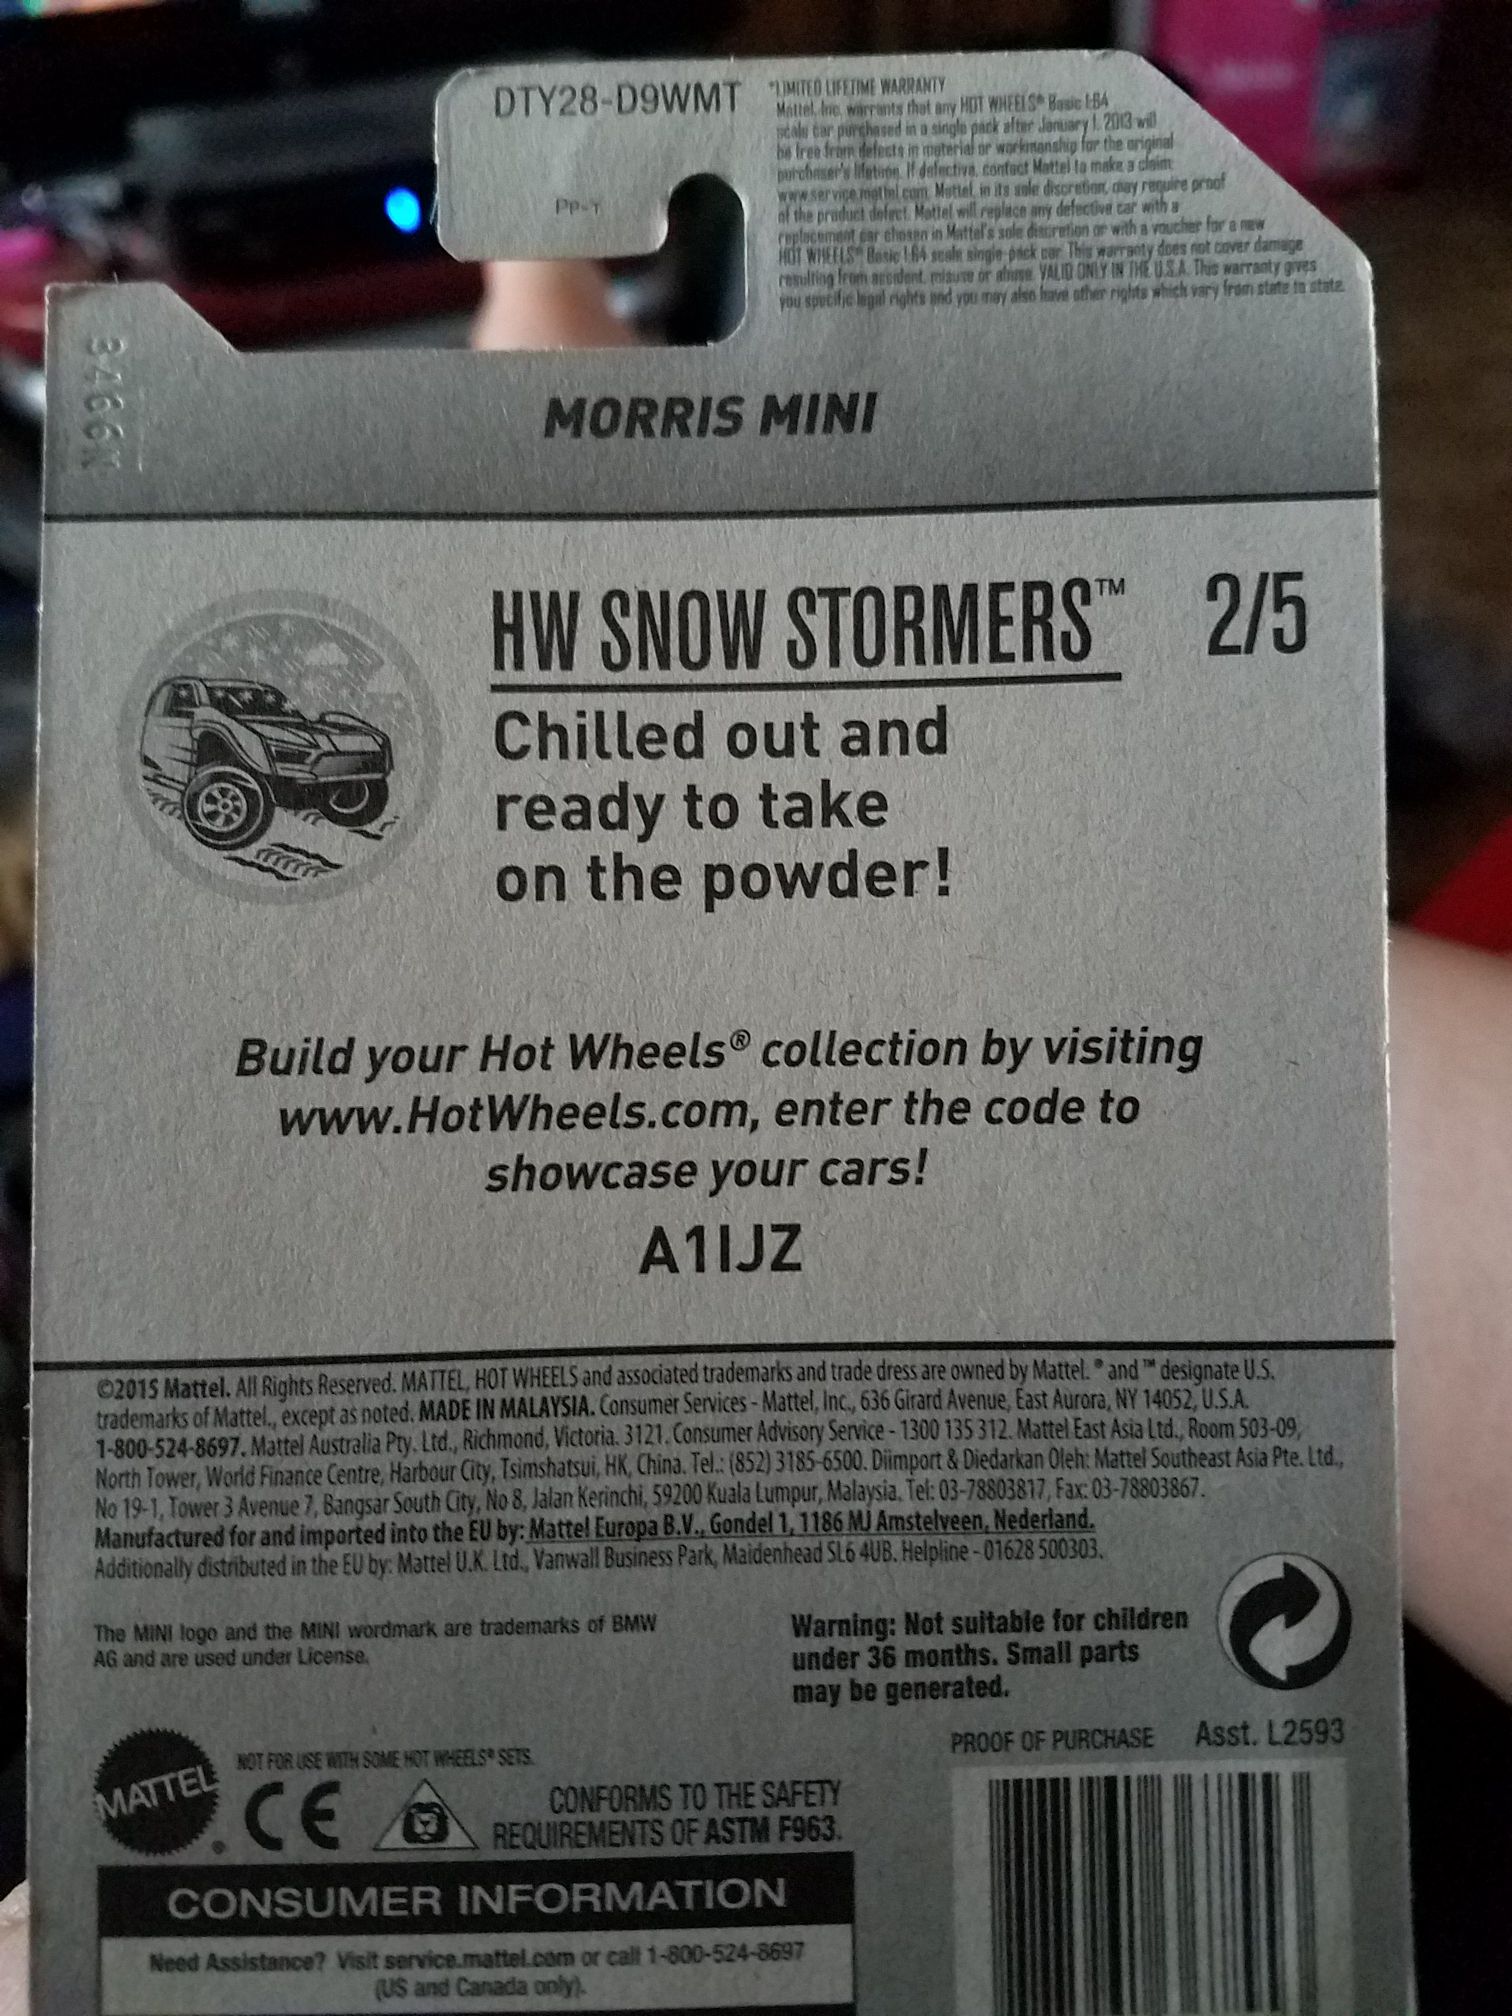 DTY28-D9WMT
PP-Y
*LIMITED LIFETIME WARRANTY
Mattel, Inc. warrants that any HOT WHEELS® Basic 1:64
scale car purchased in a single pack after January 1, 2013 will
be free from defects in material or workmanship for the original
purchaser's lifetime. If defective, contact Mattel to make a claim:
www.service.mattel.com. Mattel, in its sole discretion, may require proof
of the product defect. Mattel will replace any defective car with a
replacement car chosen in Mattel's sole discretion or with a voucher for a new
HOT WHEELS® Basic 1:64 scale single-pack car. This warranty does not cover damage
resulting from accident, misuse or abuse. VALID ONLY IN THE U.S.A. This warranty gives
you specific legal rights and you may also have other rights which vary from state to state.
MORRIS MINI
HW SNOW STORMERS™ 2/5
Chilled out and
ready to take
on the powder!
Build your Hot Wheels® collection by visiting
www.HotWheels.com, enter the code to
showcase your cars!
A1IJZ
©2015 Mattel. All Rights Reserved. MATTEL, HOT WHEELS and associated trademarks and trade dress are owned by Mattel. ® and ™ designate U.S.
trademarks of Mattel., except as noted. MADE IN MALAYSIA. Consumer Services - Mattel, Inc., 636 Girard Avenue, East Aurora, NY 14052, U.S.A.
1-800-524-8697. Mattel Australia Pty. Ltd., Richmond, Victoria. 3121. Consumer Advisory Service - 1300 135 312. Mattel East Asia Ltd., Room 503-09,
North Tower, World Finance Centre, Harbour City, Tsimshatsui, HK, China. Tel.: (852) 3185-6500. Diimport & Diedarkan Oleh: Mattel Southeast Asia Pte. Ltd.,
No 19-1, Tower 3 Avenue 7, Bangsar South City, No 8, Jalan Kerinchi, 59200 Kuala Lumpur, Malaysia. Tel: 03-78803817, Fax: 03-78803867.
Manufactured for and imported into the EU by: Mattel Europa B.V., Gondel 1, 1186 MJ Amstelveen, Nederland.
Additionally distributed in the EU by: Mattel U.K. Ltd., Vanwall Business Park, Maidenhead SL6 4UB. Helpline - 01628 500303.
The MINI logo and the MINI wordmark are trademarks of BMW
AG and are used under License.
Warning: Not suitable for children
under 36 months. Small parts
may be generated.
PROOF OF PURCHASE Asst. L2593
MATTEL
NOT FOR USE WITH SOME HOT WHEELS® SETS.
CE
CONFORMS TO THE SAFETY
REQUIREMENTS OF ASTM F963.
CONSUMER INFORMATION
Need Assistance? Visit service.mattel.com or call 1-800-524-8697
(US and Canada only).